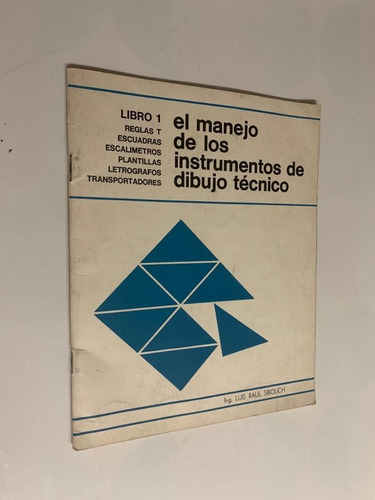 LIBRO 1
REGLAS T
ESCUADRAS
ESCALIMETROS
PLANTILLAS
LETROGRAFOS
TRANSPORTADORES
el manejo
de los
instrumentos de
dibujo técnico
Ing. LUIS RAUL SIBOLICH